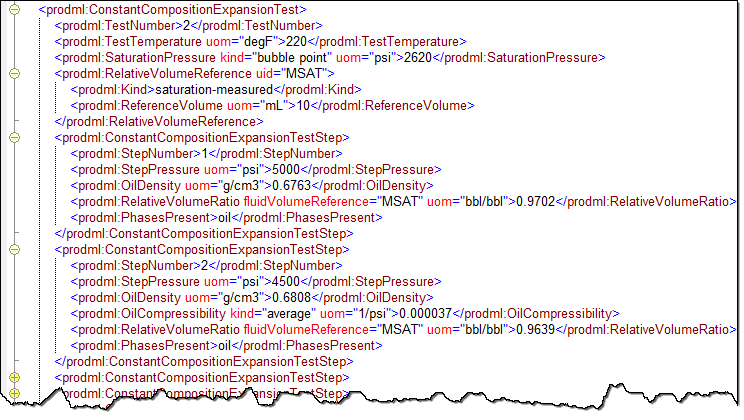 <prodml:ConstantCompositionExpansionTest>
<prodml:TestNumber>2</prodml:TestNumber>
<prodml:TestTemperature uom="degF">220</prodml:TestTemperature>
<prodml:SaturationPressure kind="bubble point" uom="psi">2620</prodml:SaturationPressure>
<prodml:RelativeVolumeReference uid="MSAT">
<prodml:Kind>saturation-measured</prodml:Kind>
<prodml:ReferenceVolume uom="mL">10</prodml:ReferenceVolume>
</prodml:RelativeVolumeReference>
<prodml:ConstantCompositionExpansionTestStep>
<prodml:StepNumber>1</prodml:StepNumber>
<prodml:StepPressure uom="psi">5000</prodml:StepPressure>
<prodml:OilDensity uom="g/cm3">0.6763</prodml:OilDensity>
<prodml:RelativeVolumeRatio fluidVolumeReference="MSAT" uom="bbl/bbl">0.9702</prodml:RelativeVolumeRatio>
<prodml:PhasesPresent>oil</prodml:PhasesPresent>
</prodml:ConstantCompositionExpansionTestStep>
<prodml:ConstantCompositionExpansionTestStep>
<prodml:StepNumber>2</prodml:StepNumber>
<prodml:StepPressure uom="psi">4500</prodml:StepPressure>
<prodml:OilDensity uom="g/cm3">0.6808</prodml:OilDensity>
<prodml:OilCompressibility kind="average" uom="1/psi">0.000037</prodml:OilCompressibility>
<prodml:RelativeVolumeRatio fluidVolumeReference="MSAT" uom="bbl/bbl">0.9639</prodml:RelativeVolumeRatio>
<prodml:PhasesPresent>oil</prodml:PhasesPresent>
</prodml:ConstantCompositionExpansionTestStep>
<prodml:ConstantCompositionExpansionTestStep>
<prodml:ConstantCompositionExpansionTestStep>